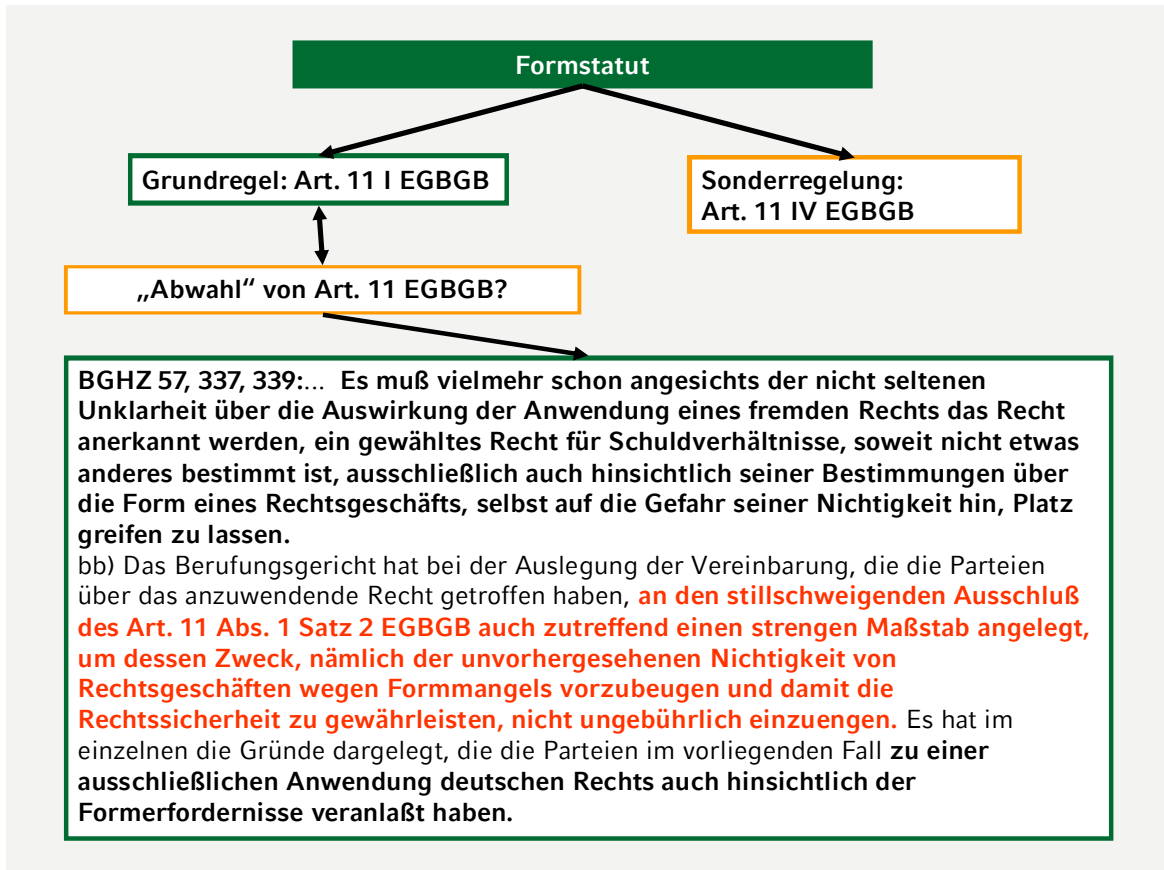 Formstatut
Grundregel: Art. 11 I EGBGB
Sonderregelung:
Art. 11 IV EGBGB
„Abwahl“ von Art. 11 EGBGB?
BGHZ 57, 337, 339:... Es muß vielmehr schon angesichts der nicht seltenen
Unklarheit über die Auswirkung der Anwendung eines fremden Rechts das Recht
anerkannt werden, ein gewähltes Recht für Schuldverhältnisse, soweit nicht etwas
anderes bestimmt ist, ausschließlich auch hinsichtlich seiner Bestimmungen über
die Form eines Rechtsgeschäfts, selbst auf die Gefahr seiner Nichtigkeit hin, Platz
greifen zu lassen.
bb) Das Berufungsgericht hat bei der Auslegung der Vereinbarung, die die Parteien
über das anzuwendende Recht getroffen haben, an den stillschweigenden Ausschluß
des Art. 11 Abs. 1 Satz 2 EGBGB auch zutreffend einen strengen Maßstab angelegt,
um dessen Zweck, nämlich der unvorhergesehenen Nichtigkeit von
Rechtsgeschäften wegen Formmangels vorzubeugen und damit die
Rechtssicherheit zu gewährleisten, nicht ungebührlich einzuengen. Es hat im
einzelnen die Gründe dargelegt, die die Parteien im vorliegenden Fall zu einer
ausschließlichen Anwendung deutschen Rechts auch hinsichtlich der
Formerfordernisse veranlaßt haben.